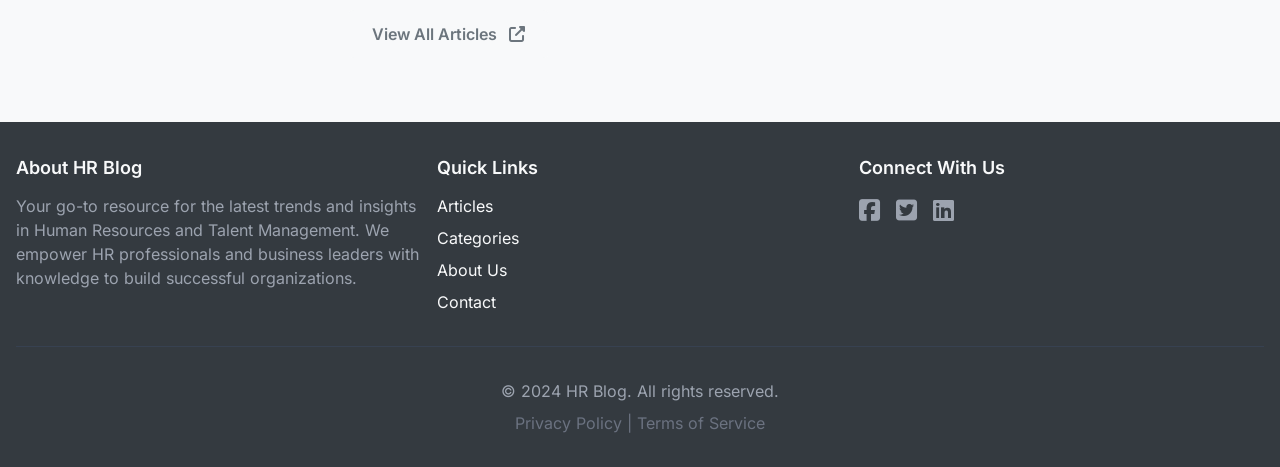 View All Articles
About HR Blog
Your go-to resource for the latest trends and insights
in Human Resources and Talent Management. We
empower HR professionals and business leaders with
knowledge to build successful organizations.
Quick Links
Articles
Categories
About Us
Contact
Connect With Us
© 2024 HR Blog. All rights reserved.
Privacy Policy | Terms of Service